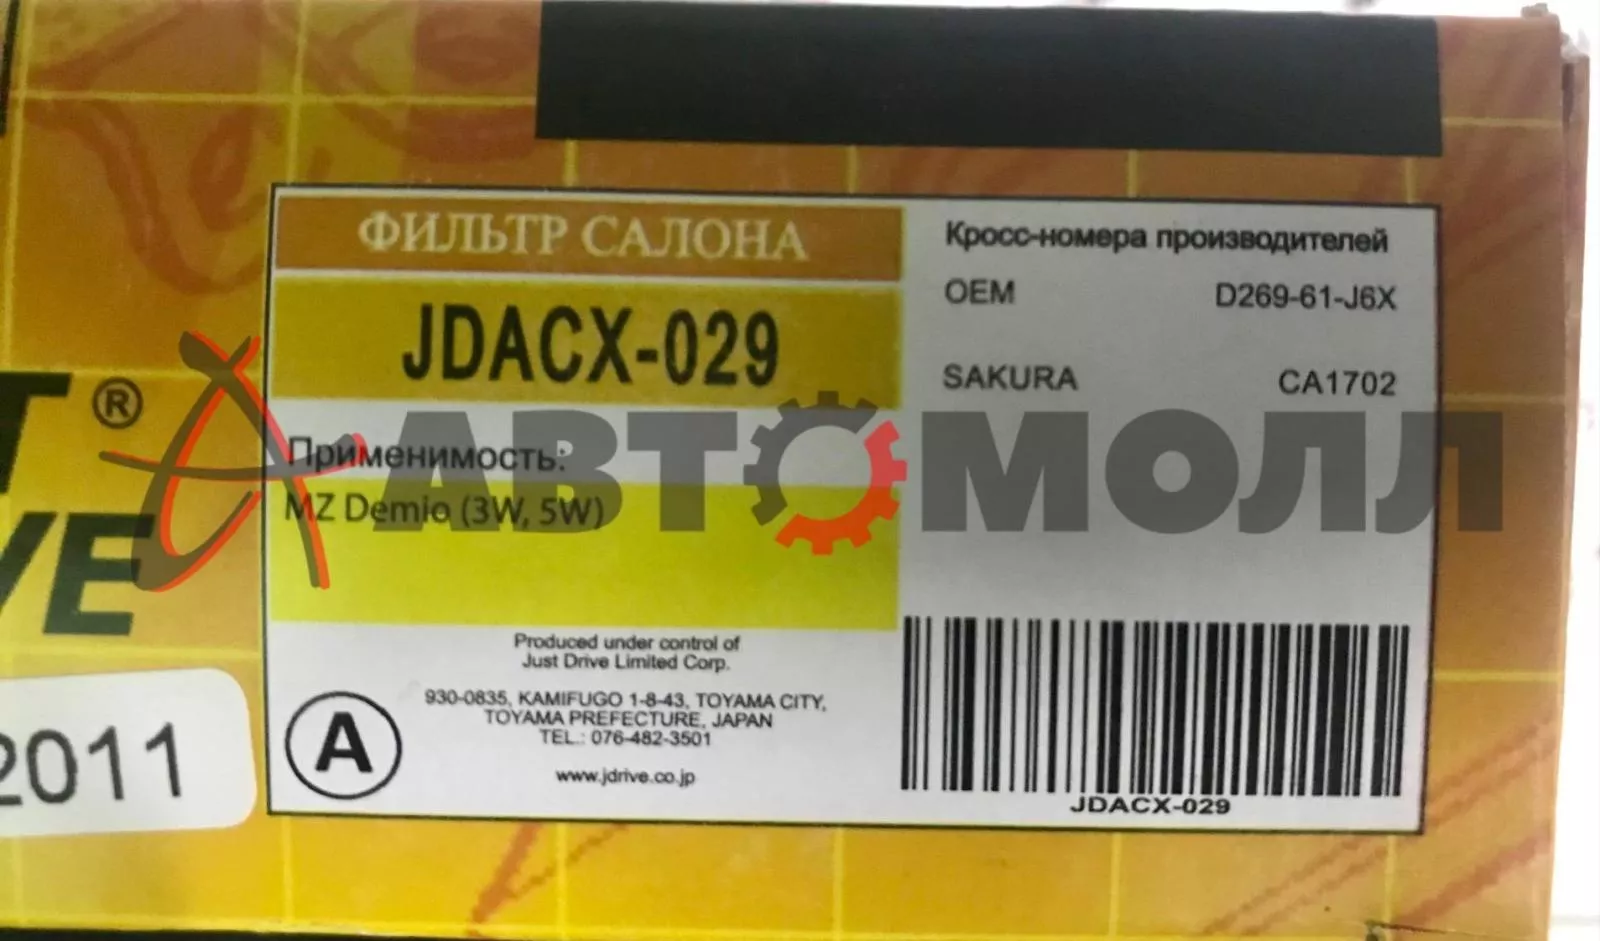 ФИЛЬТР САЛОНА
JDACX-029
Применимость:
MZ Demio (3W, 5W)
Produced under control of
Just Drive Limited Corp.
930-0835, KAMIFUGO 1-8-43, TOYAMA CITY,
TOYAMA PREFECTURE, JAPAN
TEL.: 076-482-3501
www.jdrive.co.jp
A
Кросс-номера производителей
OEM D269-61-J6X
SAKURA CA1702
JDACX-029
T ®
VE
2011
АВТОМОЛЛ